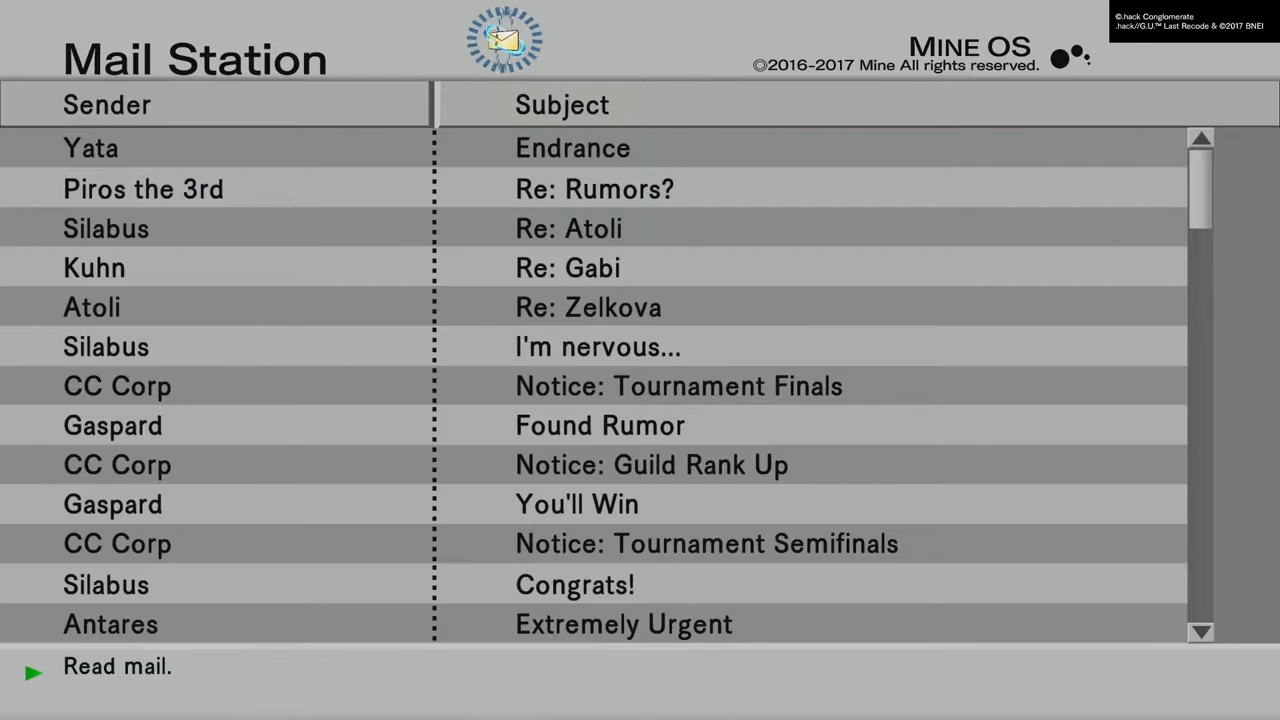 ©.hack Conglomerate
.hack//G.U.™ Last Recode & ©2017 BNEI
Mail Station
MINE OS
©2016-2017 Mine All rights reserved.
Sender Subject
Yata Endrance
Piros the 3rd Re: Rumors?
Silabus Re: Atoli
Kuhn Re: Gabi
Atoli Re: Zelkova
Silabus I'm nervous...
CC Corp Notice: Tournament Finals
Gaspard Found Rumor
CC Corp Notice: Guild Rank Up
Gaspard You'll Win
CC Corp Notice: Tournament Semifinals
Silabus Congrats!
Antares Extremely Urgent
Read mail.